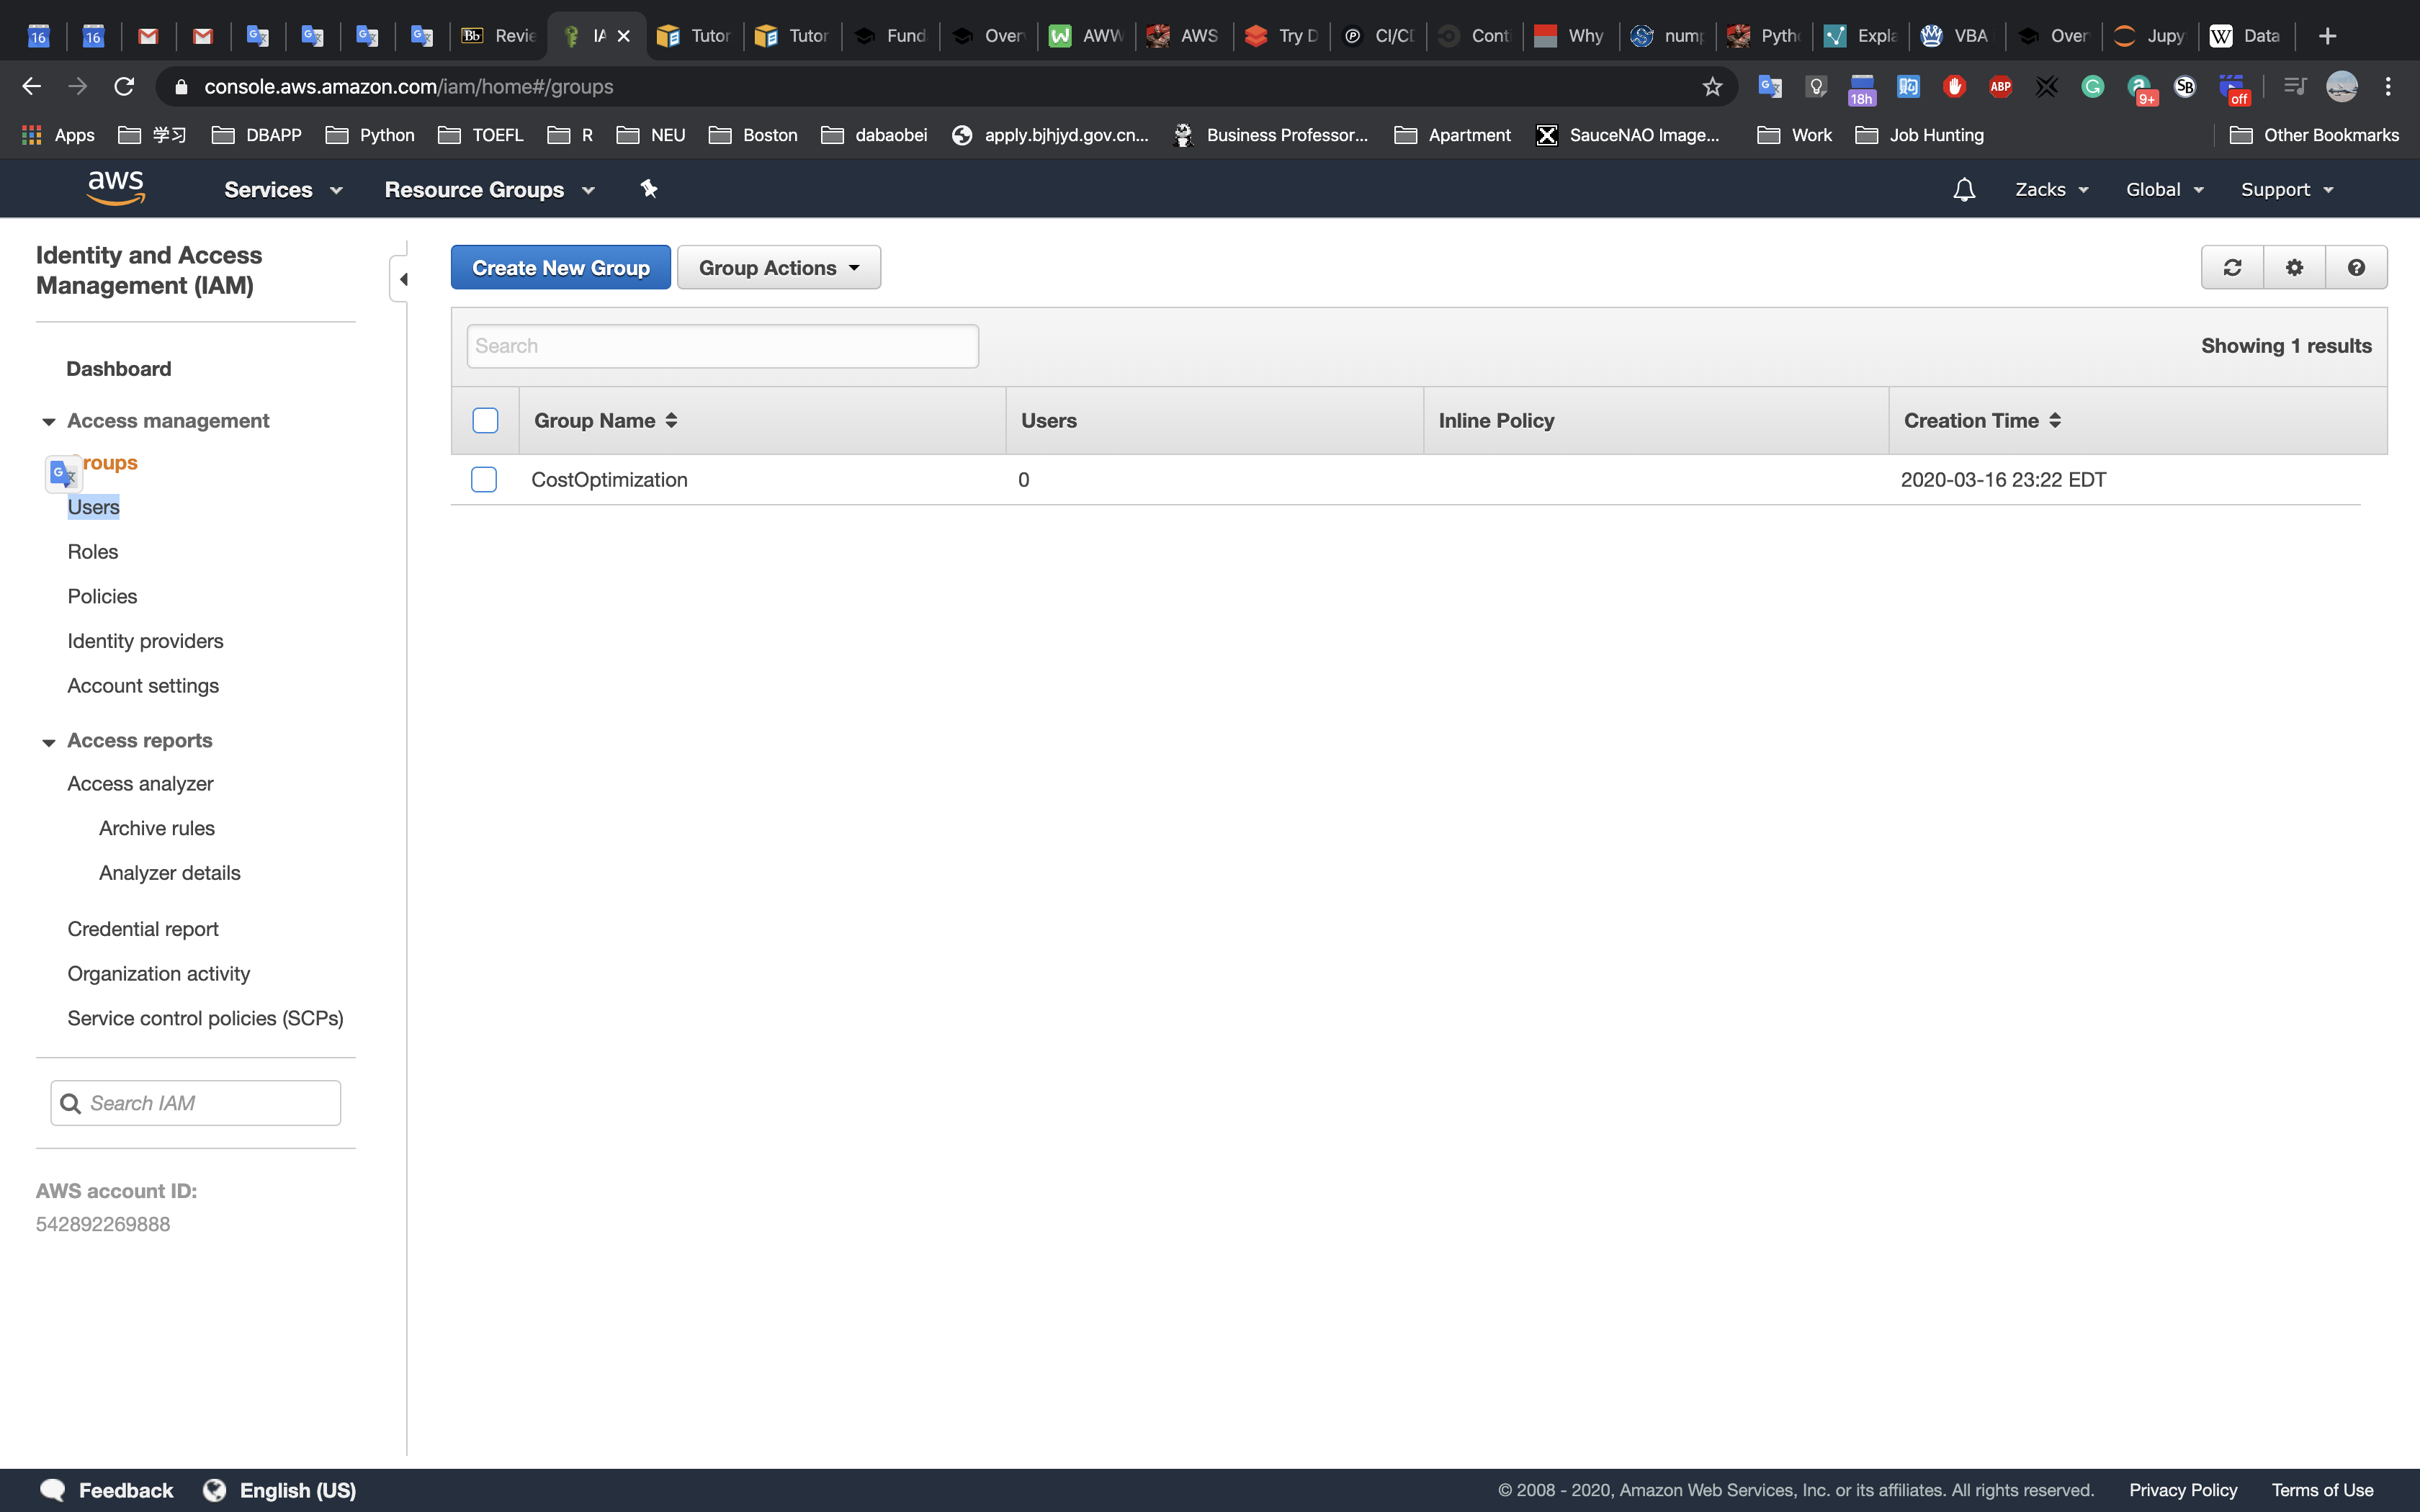 16 16 Bb Revie IA Tutor Tutor Fund Over AWW AWS Try D CI/CD Cont Why nump Pytho Expla VBA Over Jupy W Data
console.aws.amazon.com/iam/home#/groups 18h ABP 9+ SB off
Apps 学习 DBAPP Python TOEFL R NEU Boston dabaobei apply.bjhjyd.gov.cn... Business Professor... Apartment SauceNAO Image... Work Job Hunting Other Bookmarks
aws Services Resource Groups Zacks Global Support
Identity and Access
Management (IAM)
Dashboard
Access management
roups
Users
Roles
Policies
Identity providers
Account settings
Access reports
Access analyzer
Archive rules
Analyzer details
Credential report
Organization activity
Service control policies (SCPs)
Search IAM
AWS account ID:
542892269888
Create New Group Group Actions
Search Showing 1 results
Group Name Users Inline Policy Creation Time
CostOptimization 0 2020-03-16 23:22 EDT
Feedback English (US) © 2008 - 2020, Amazon Web Services, Inc. or its affiliates. All rights reserved. Privacy Policy Terms of Use